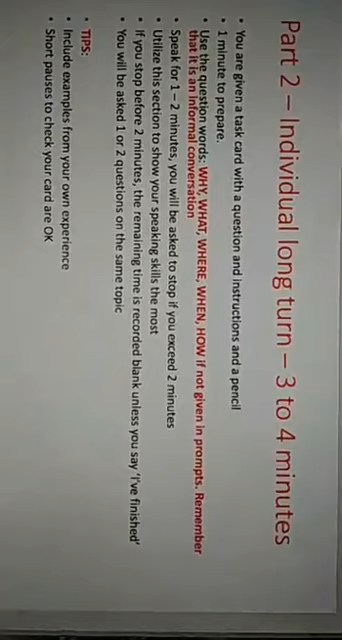 Part 2 – Individual long turn – 3 to 4 minutes
• You are given a task card with a question and instructions and a pencil
• 1 minute to prepare.
• Use the question words: WHY, WHAT, WHERE, WHEN, HOW if not given in prompts. Remember
that it is an informal conversation
• Speak for 1 – 2 minutes, you will be asked to stop if you exceed 2 minutes
• Utilize this section to show your speaking skills the most
• If you stop before 2 minutes, the remaining time is recorded blank unless you say 'I've finished'
• You will be asked 1 or 2 questions on the same topic
• TIPS:
• Include examples from your own experience
• Short pauses to check your card are OK